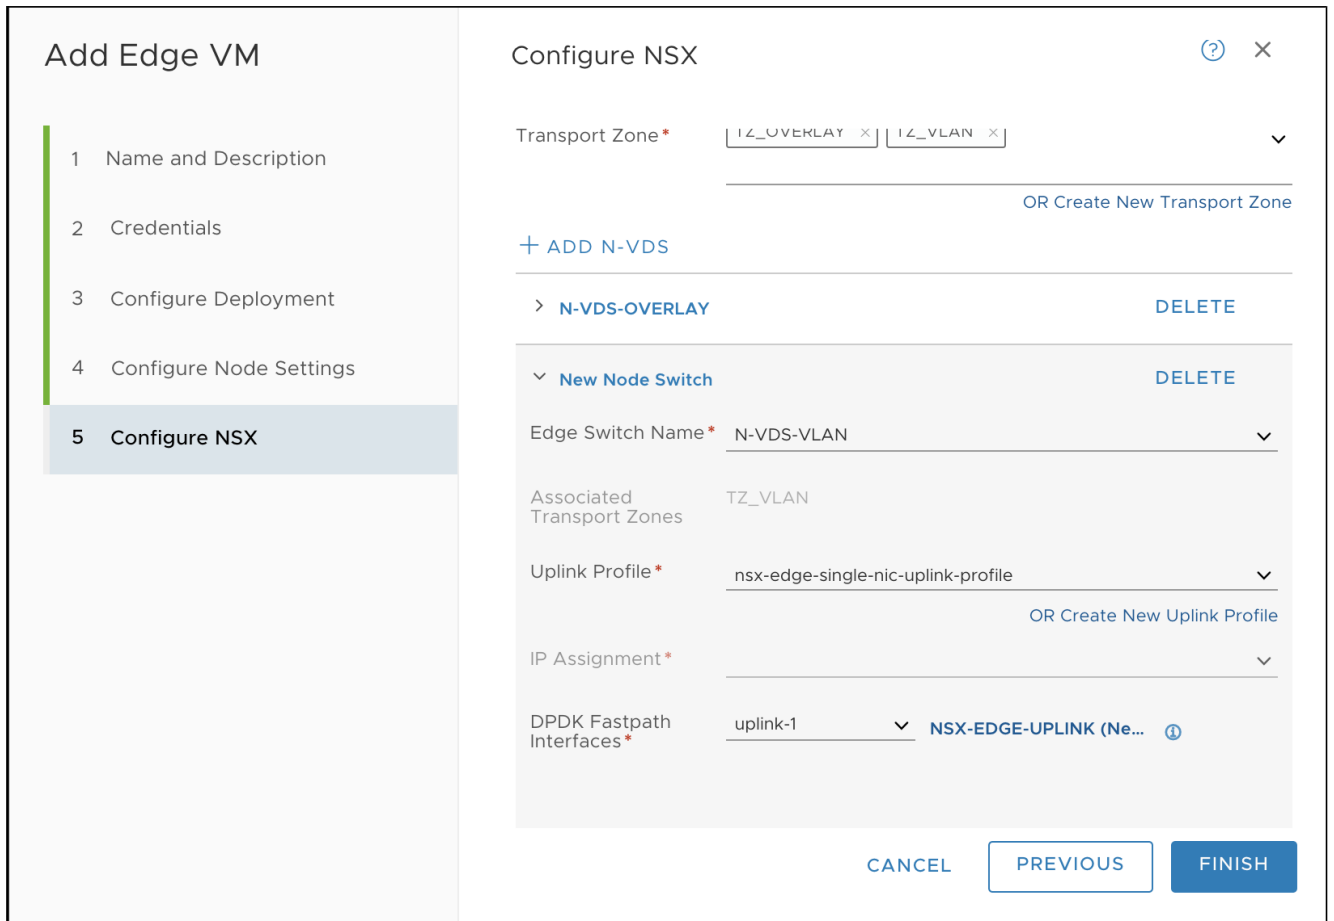 Add Edge VM
1 Name and Description
2 Credentials
3 Configure Deployment
4 Configure Node Settings
5 Configure NSX
Configure NSX
?
Transport Zone*
TZ_OVERLAY × TZ_VLAN ×
OR Create New Transport Zone
+ ADD N-VDS
N-VDS-OVERLAY DELETE
New Node Switch DELETE
Edge Switch Name* N-VDS-VLAN
Associated
Transport Zones
TZ_VLAN
Uplink Profile* nsx-edge-single-nic-uplink-profile
OR Create New Uplink Profile
IP Assignment*
DPDK Fastpath
Interfaces*
uplink-1 NSX-EDGE-UPLINK (Ne...
CANCEL PREVIOUS FINISH